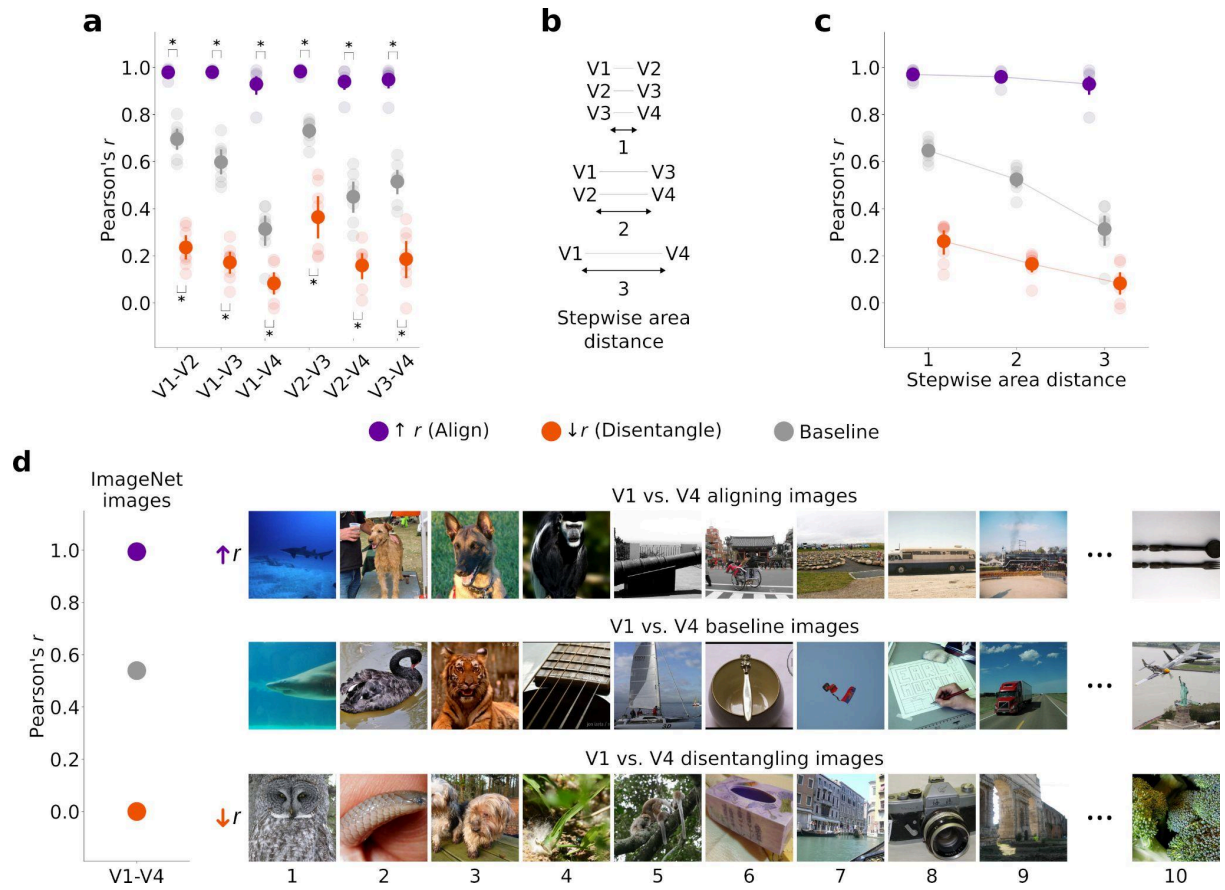 a
* * * * * *
1.0
0.8
0.6
0.4
0.2
0.0
Pearson's r
* * * * * *
V1-V2
V1-V3
V1-V4
V2-V3
V2-V4
V3-V4
b
V1 V2
V2 V3
V3 V4
1
V1 V3
V2 V4
2
V1 V4
3
Stepwise area
distance
c
1.0
0.8
0.6
0.4
0.2
0.0
Pearson's r
1 2 3
Stepwise area distance
↑ r (Align) ↓r (Disentangle) Baseline
d
ImageNet
images
1.0
0.8
0.6
0.4
0.2
0.0
Pearson's r
V1-V4
V1 vs. V4 aligning images
↑r
...
V1 vs. V4 baseline images
...
V1 vs. V4 disentangling images
↓r
...
1 2 3 4 5 6 7 8 9 10